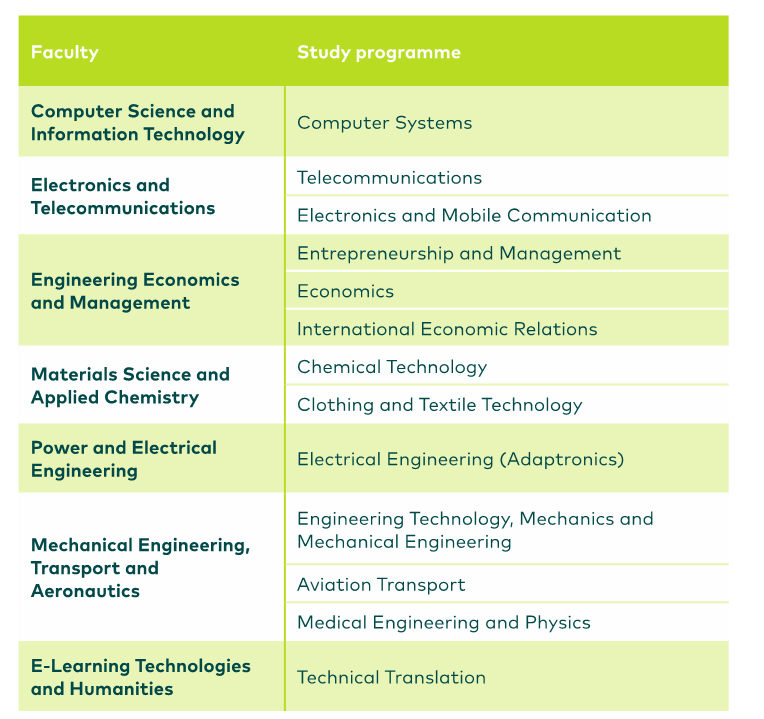 Faculty
Study programme
Computer Science and
Information Technology
Computer Systems
Electronics and
Telecommunications
Telecommunications
Electronics and Mobile Communication
Engineering Economics
and Management
Entrepreneurship and Management
Economics
International Economic Relations
Materials Science and
Applied Chemistry
Chemical Technology
Clothing and Textile Technology
Power and Electrical
Engineering
Electrical Engineering (Adaptronics)
Mechanical Engineering,
Transport and
Aeronautics
Engineering Technology, Mechanics and
Mechanical Engineering
Aviation Transport
Medical Engineering and Physics
E-Learning Technologies
and Humanities
Technical Translation